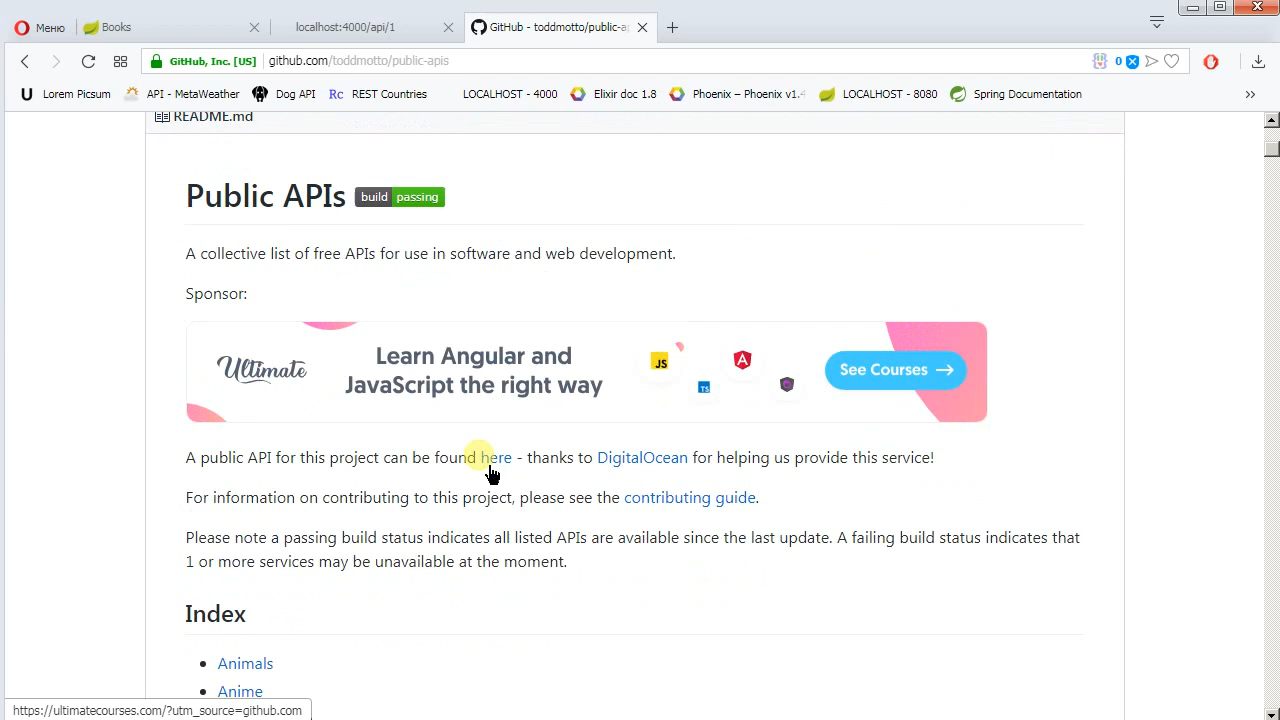 Меню
Books
localhost:4000/api/1
GitHub - toddmotto/public-ap
GitHub, Inc. [US]
github.com/toddmotto/public-apis
0
Lorem Picsum
API - MetaWeather
Dog API
Rc REST Countries
LOCALHOST - 4000
Elixir doc 1.8
Phoenix – Phoenix v1.4
LOCALHOST - 8080
Spring Documentation
README.md
Public APIs build passing
A collective list of free APIs for use in software and web development.
Sponsor:
Ultimate
Learn Angular and
JavaScript the right way
JS
A
TS
See Courses →
A public API for this project can be found here - thanks to DigitalOcean for helping us provide this service!
For information on contributing to this project, please see the contributing guide.
Please note a passing build status indicates all listed APIs are available since the last update. A failing build status indicates that
1 or more services may be unavailable at the moment.
Index
Animals
Anime
https://ultimatecourses.com/?utm_source=github.com